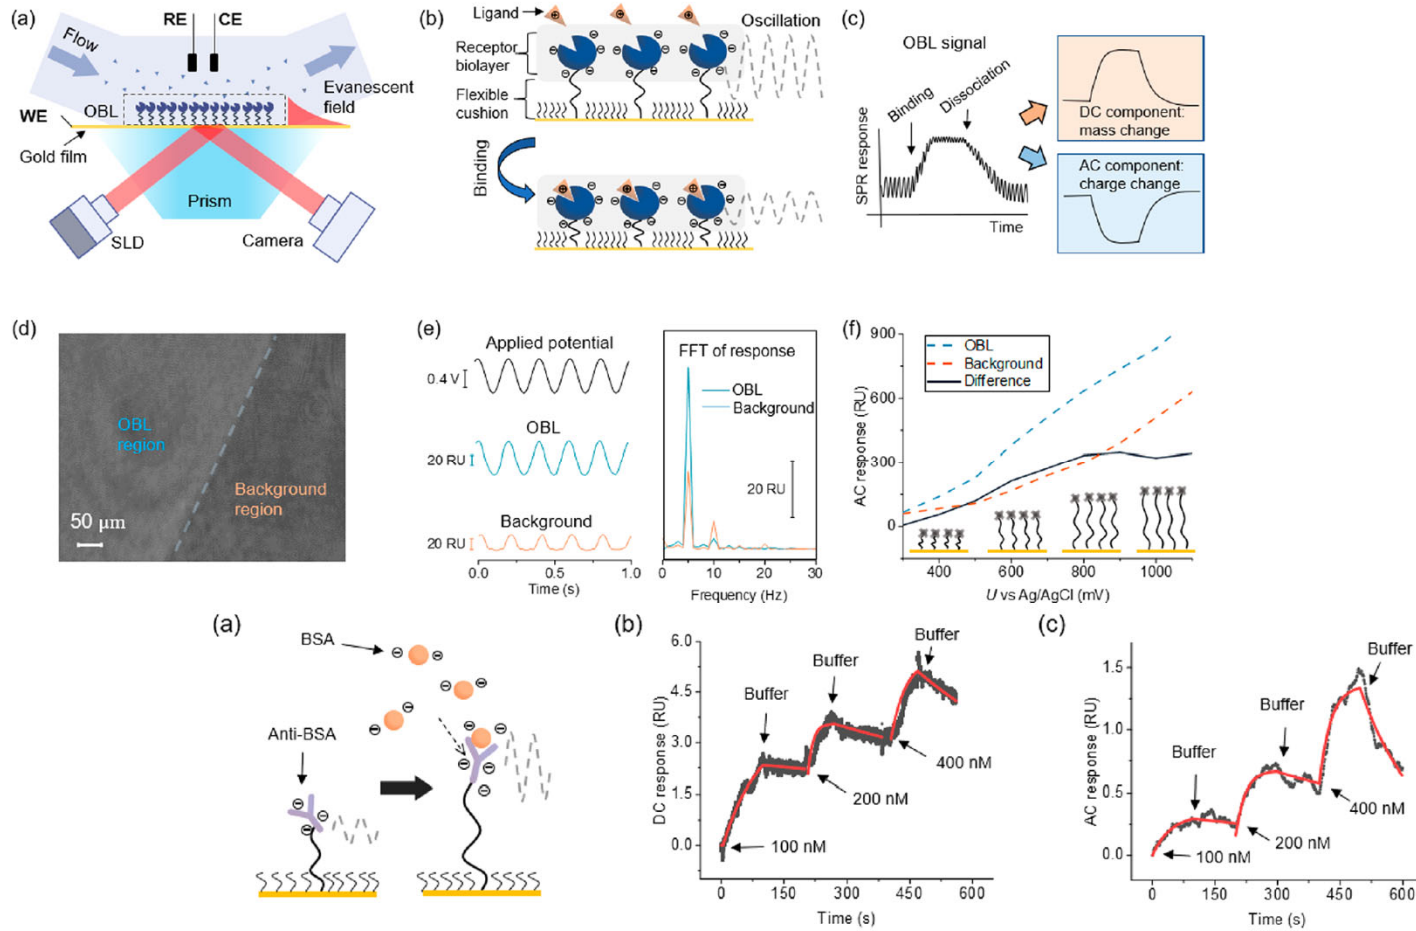 (a)
RE
CE
Flow
OBL
Evanescent
field
WE
Gold film
Prism
SLD
Camera
(b)
Ligand
Oscillation
Receptor
biolayer
Flexible
cushion
Binding
(c)
OBL signal
SPR response
Binding
Dissociation
Time
DC component:
mass change
AC component:
charge change
(d)
OBL
region
Background
region
50 μm
(e)
Applied potential
0.4 V
OBL
20 RU
Background
20 RU
0.0
0.5
1.0
Time (s)
FFT of response
OBL
Background
20 RU
0
10
20
30
Frequency (Hz)
(f)
900
600
300
0
AC response (RU)
OBL
Background
Difference
400
600
800
1000
U vs Ag/AgCl (mV)
(a)
BSA
Anti-BSA
(b)
6.0
4.5
3.0
1.5
0.0
DC response (RU)
Buffer
Buffer
Buffer
100 nM
200 nM
400 nM
0
150
300
450
600
Time (s)
(c)
1.5
1.0
0.5
0.0
AC response (RU)
Buffer
Buffer
Buffer
100 nM
200 nM
400 nM
0
150
300
450
600
Time (s)